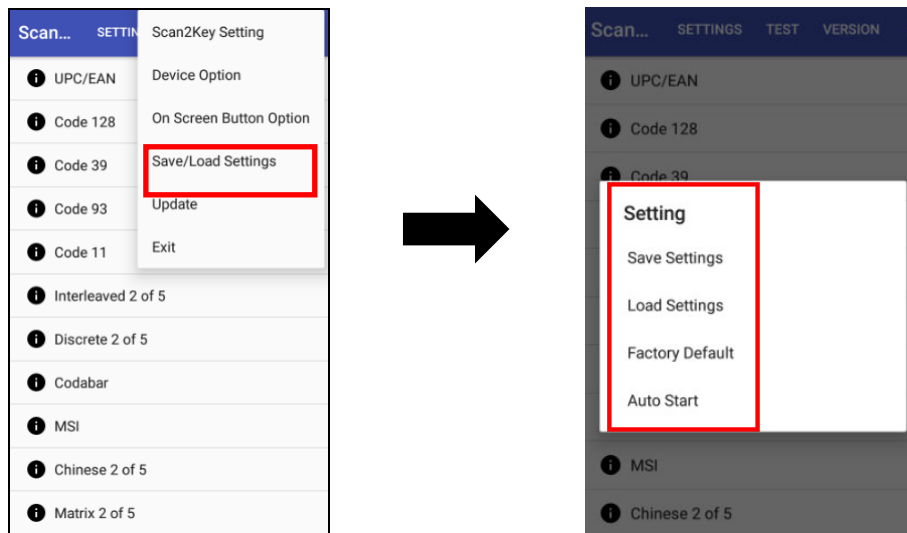 Scan...
SETTIN
Scan2Key Setting
Device Option
On Screen Button Option
Save/Load Settings
Update
Exit
UPC/EAN
Code 128
Code 39
Code 93
Code 11
Interleaved 2 of 5
Discrete 2 of 5
Codabar
MSI
Chinese 2 of 5
Matrix 2 of 5
Scan... SETTINGS TEST VERSION
UPC/EAN
Code 128
Code 39
Setting
Save Settings
Load Settings
Factory Default
Auto Start
MSI
Chinese 2 of 5